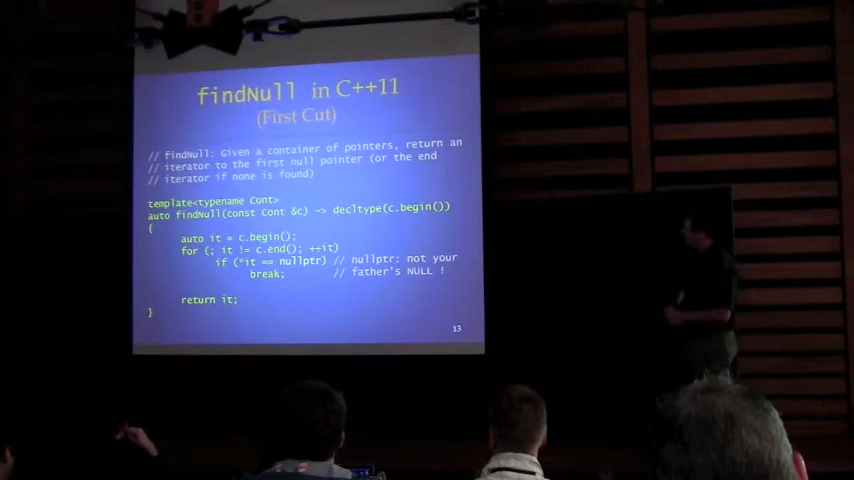 findNull in C++11
(First Cut)
// findNull: Given a container of pointers, return an
// iterator to the first null pointer (or the end
// iterator if none is found)
template<typename Cont>
auto findNull(const Cont &c) -> decltype(c.begin())
{
auto it = c.begin();
for (; it != c.end(); ++it)
if (*it == nullptr) // nullptr: not your
break; // father's NULL !
return it;
}
13